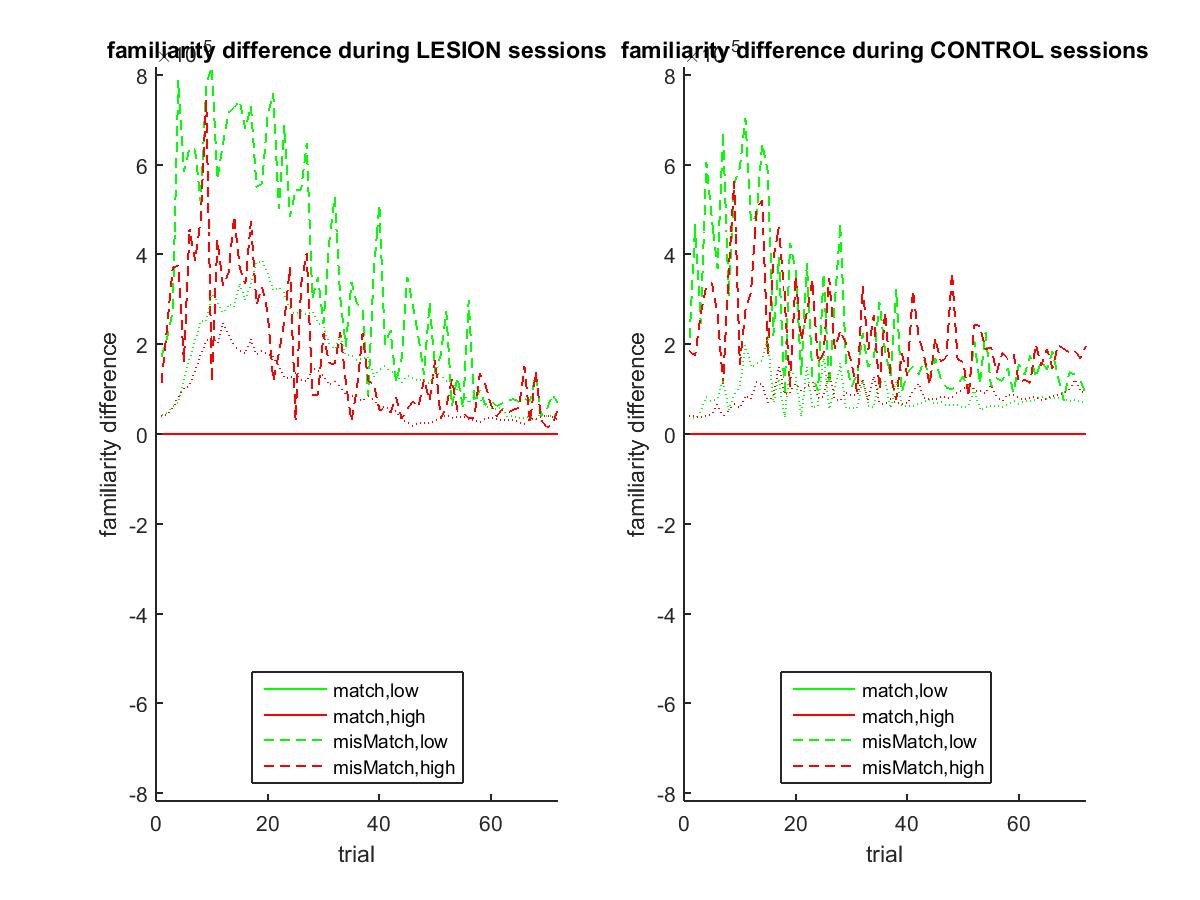 familiarity difference during LESION sessions
familiarity difference
8
6
4
2
0
-2
-4
-6
-8
match,low
match,high
misMatch,low
misMatch,high
0
20
40
60
trial
familiarity difference during CONTROL sessions
familiarity difference
8
6
4
2
0
-2
-4
-6
-8
match,low
match,high
misMatch,low
misMatch,high
0
20
40
60
trial